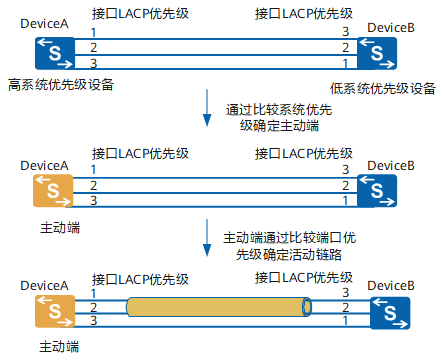 接口LACP优先级 接口LACP优先级
DeviceA DeviceB
1 3
S 2 2 S
3 1
高系统优先级设备 低系统优先级设备
通过比较系统优先
级确定主动端
接口LACP优先级 接口LACP优先级
DeviceA DeviceB
1 3
S 2 2 S
3 1
主动端
主动端通过比较端口优
先级确定活动链路
接口LACP优先级 接口LACP优先级
DeviceA DeviceB
1 3
S 2 2 S
3 1
主动端